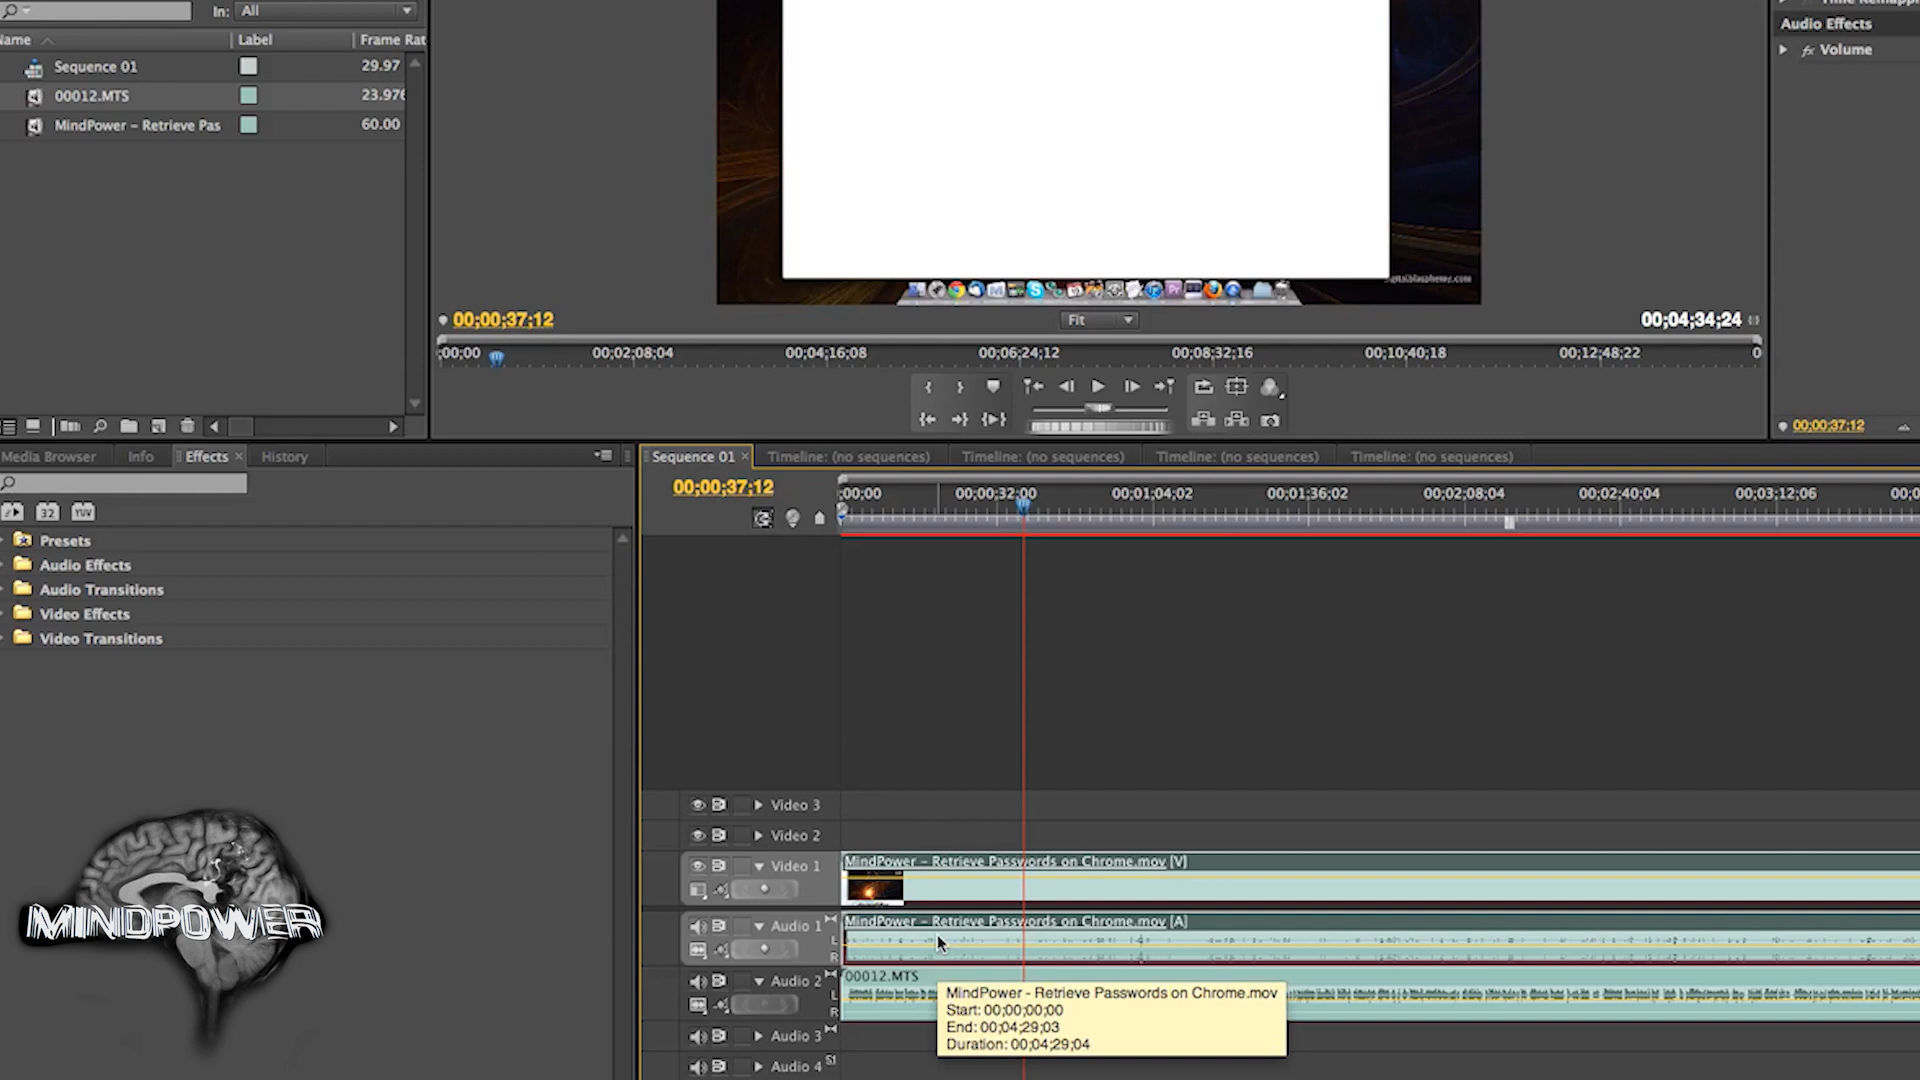 In: All
Name Label Frame Rat
Sequence 01 29.97
00012.MTS 23.976
MindPower - Retrieve Pas 60.00
Audio Effects
fx Volume
00;00;37;12 Fit 00;04;34;24
;00;00 00;02;08;04 00;04;16;08 00;06;24;12 00;08;32;16 00;10;40;18 00;12;48;22 0
00;00;37;12
Media Browser Info Effects × History
32 YUV
Presets
Audio Effects
Audio Transitions
Video Effects
Video Transitions
Sequence 01 × Timeline: (no sequences) Timeline: (no sequences) Timeline: (no sequences) Timeline: (no sequences)
00;00;37;12
;00;00 00;00;32;00 00;01;04;02 00;01;36;02 00;02;08;04 00;02;40;04 00;03;12;06 00;0
Video 3
Video 2
Video 1 MindPower - Retrieve Passwords on Chrome.mov [V]
Audio 1 MindPower - Retrieve Passwords on Chrome.mov [A]
L
R
Audio 2 00012.MTS
L
R
Audio 3
Audio 4 S1
MindPower - Retrieve Passwords on Chrome.mov
Start: 00;00;00;00
End: 00;04;29;03
Duration: 00;04;29;04
MINDPOWER